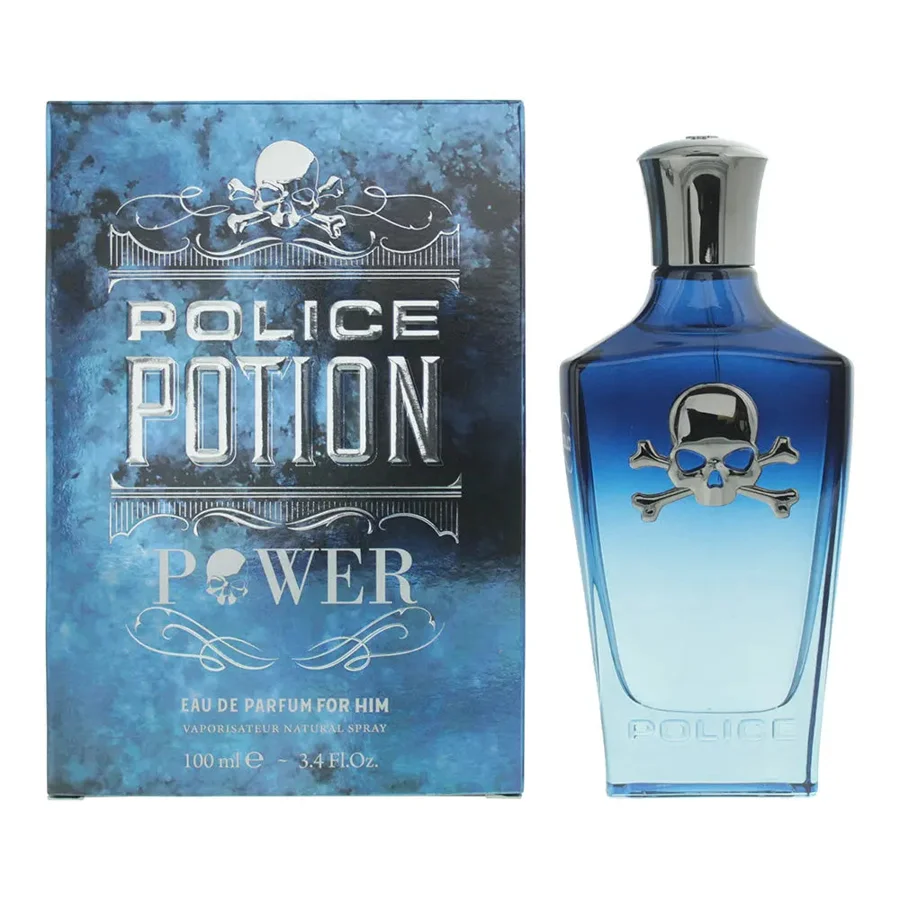 POLICE
POTION
POWER
EAU DE PARFUM FOR HIM
VAPORISATEUR NATURAL SPRAY
100 ml ℮ ~ 3.4 Fl.Oz.
POLICE